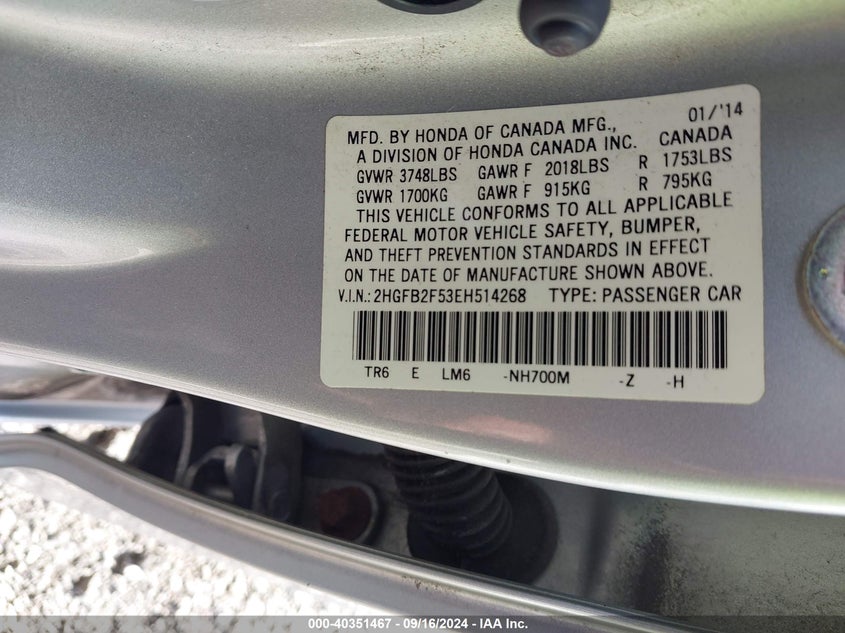 01/'14
MFD. BY HONDA OF CANADA MFG.,
A DIVISION OF HONDA CANADA INC. CANADA
GVWR 3748LBS GAWR F 2018LBS R 1753LBS
GVWR 1700KG GAWR F 915KG R 795KG
THIS VEHICLE CONFORMS TO ALL APPLICABLE
FEDERAL MOTOR VEHICLE SAFETY, BUMPER,
AND THEFT PREVENTION STANDARDS IN EFFECT
ON THE DATE OF MANUFACTURE SHOWN ABOVE.
V.I.N.: 2HGFB2F53EH514268 TYPE: PASSENGER CAR
TR6 E LM6 -NH700M -Z -H
000-40351467 - 09/16/2024 - IAA Inc.